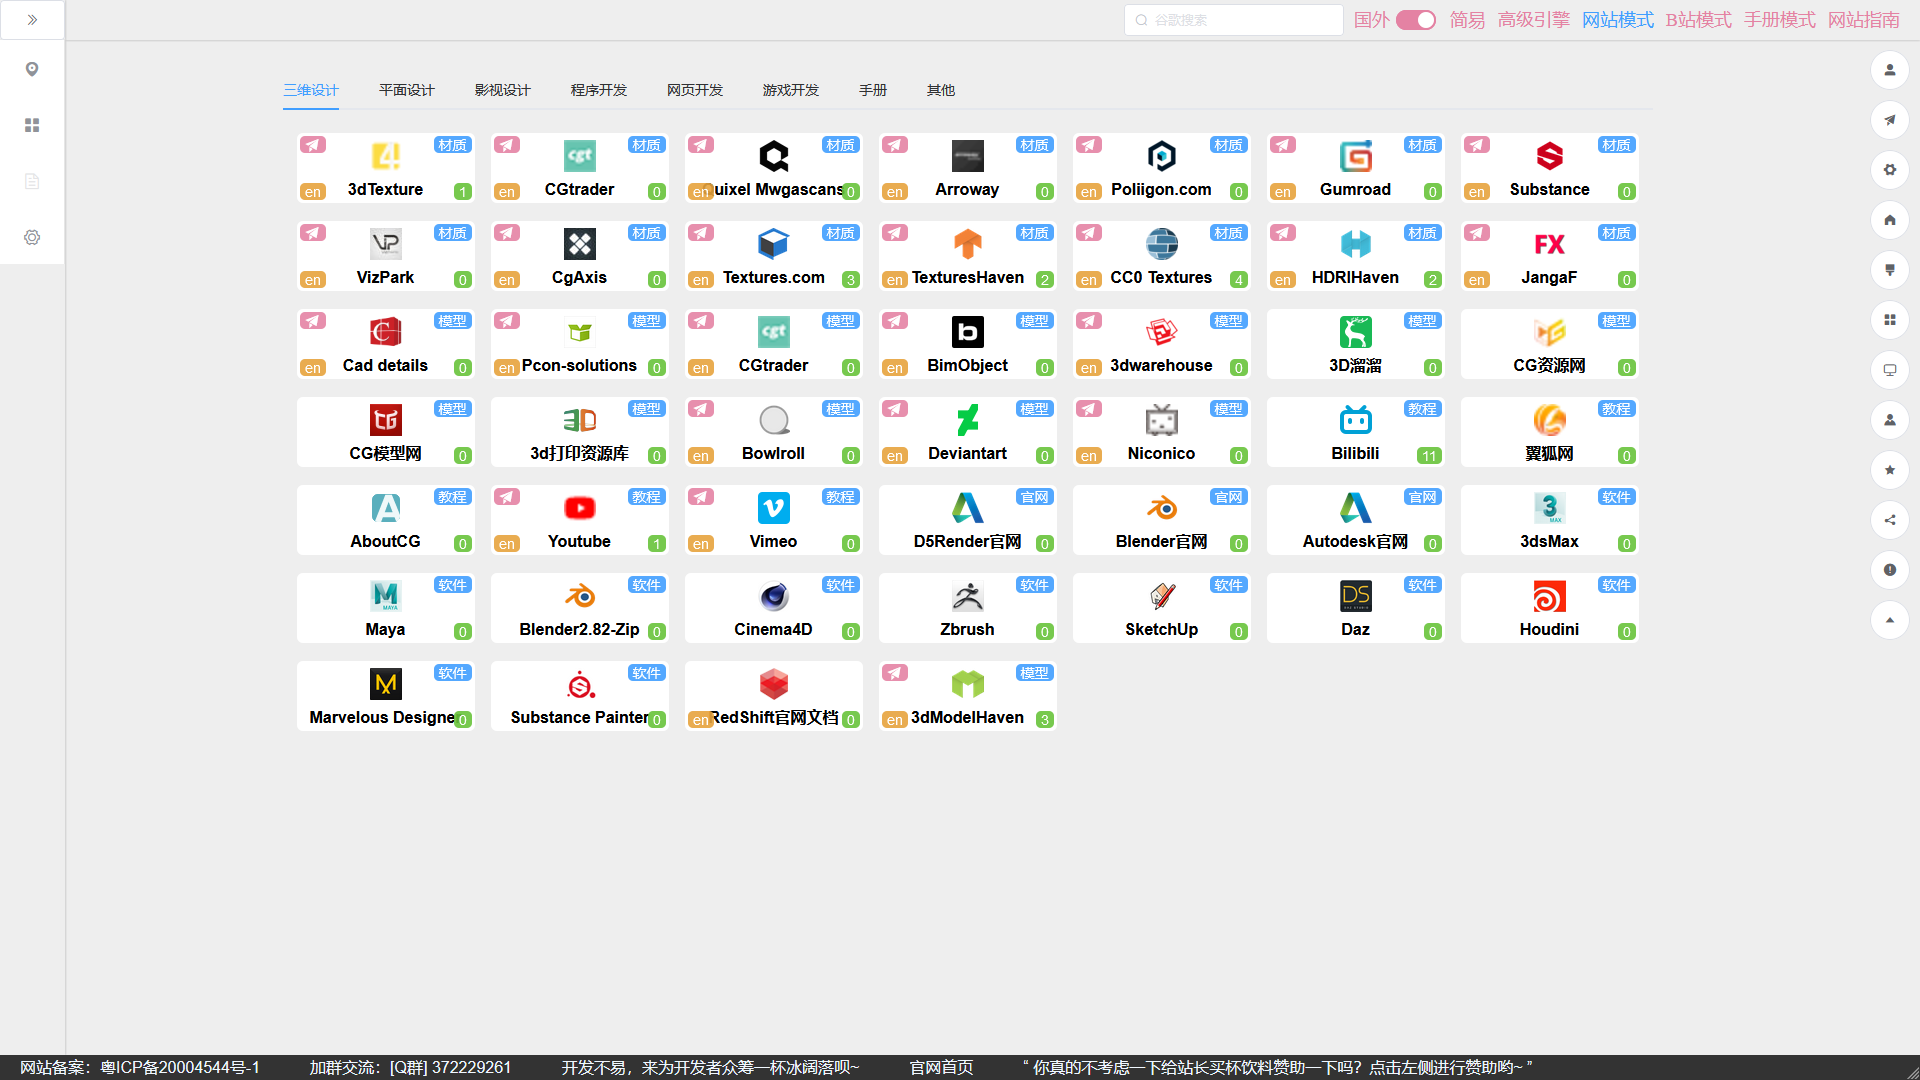 谷歌搜索 国外 简易 高级引擎 网站模式 B站模式 手册模式 网站指南
三维设计 平面设计 影视设计 程序开发 网页开发 游戏开发 手册 其他
材质 材质 材质 材质 材质 材质 材质
en 3dTexture 1 en CGtrader 0 en uixel Mwgascans 0 en Arroway 0 en Poliigon.com 0 en Gumroad 0 en Substance 0
材质 材质 材质 材质 材质 材质 材质
en VizPark 0 en CgAxis 0 en Textures.com 3 en TexturesHaven 2 en CC0 Textures 4 en HDRIHaven 2 en JangaF 0
模型 模型 模型 模型 模型 模型 模型
en Cad details 0 en Pcon-solutions 0 en CGtrader 0 en BimObject 0 en 3dwarehouse 0 3D溜溜 0 CG资源网 0
模型 模型 模型 模型 模型 教程 教程
CG模型网 0 3d打印资源库 0 en Bowlroll 0 en Deviantart 0 en Niconico 0 Bilibili 11 翼狐网 0
教程 教程 教程 官网 官网 官网 软件
AboutCG 0 en Youtube 1 en Vimeo 0 D5Render官网 0 Blender官网 0 Autodesk官网 0 3dsMax 0
软件 软件 软件 软件 软件 软件 软件
Maya 0 Blender2.82-Zip 0 Cinema4D 0 Zbrush 0 SketchUp 0 Daz 0 Houdini 0
软件 软件 模型
Marvelous Designe 0 Substance Painter 0 en RedShift官网文档 0 en 3dModelHaven 3
网站备案：粤ICP备20004544号-1 加群交流：[Q群] 372229261 开发不易，来为开发者众筹一杯冰阔落呗~ 官网首页 “ 你真的不考虑一下给站长买杯饮料赞助一下吗？点击左侧进行赞助哟~ ”